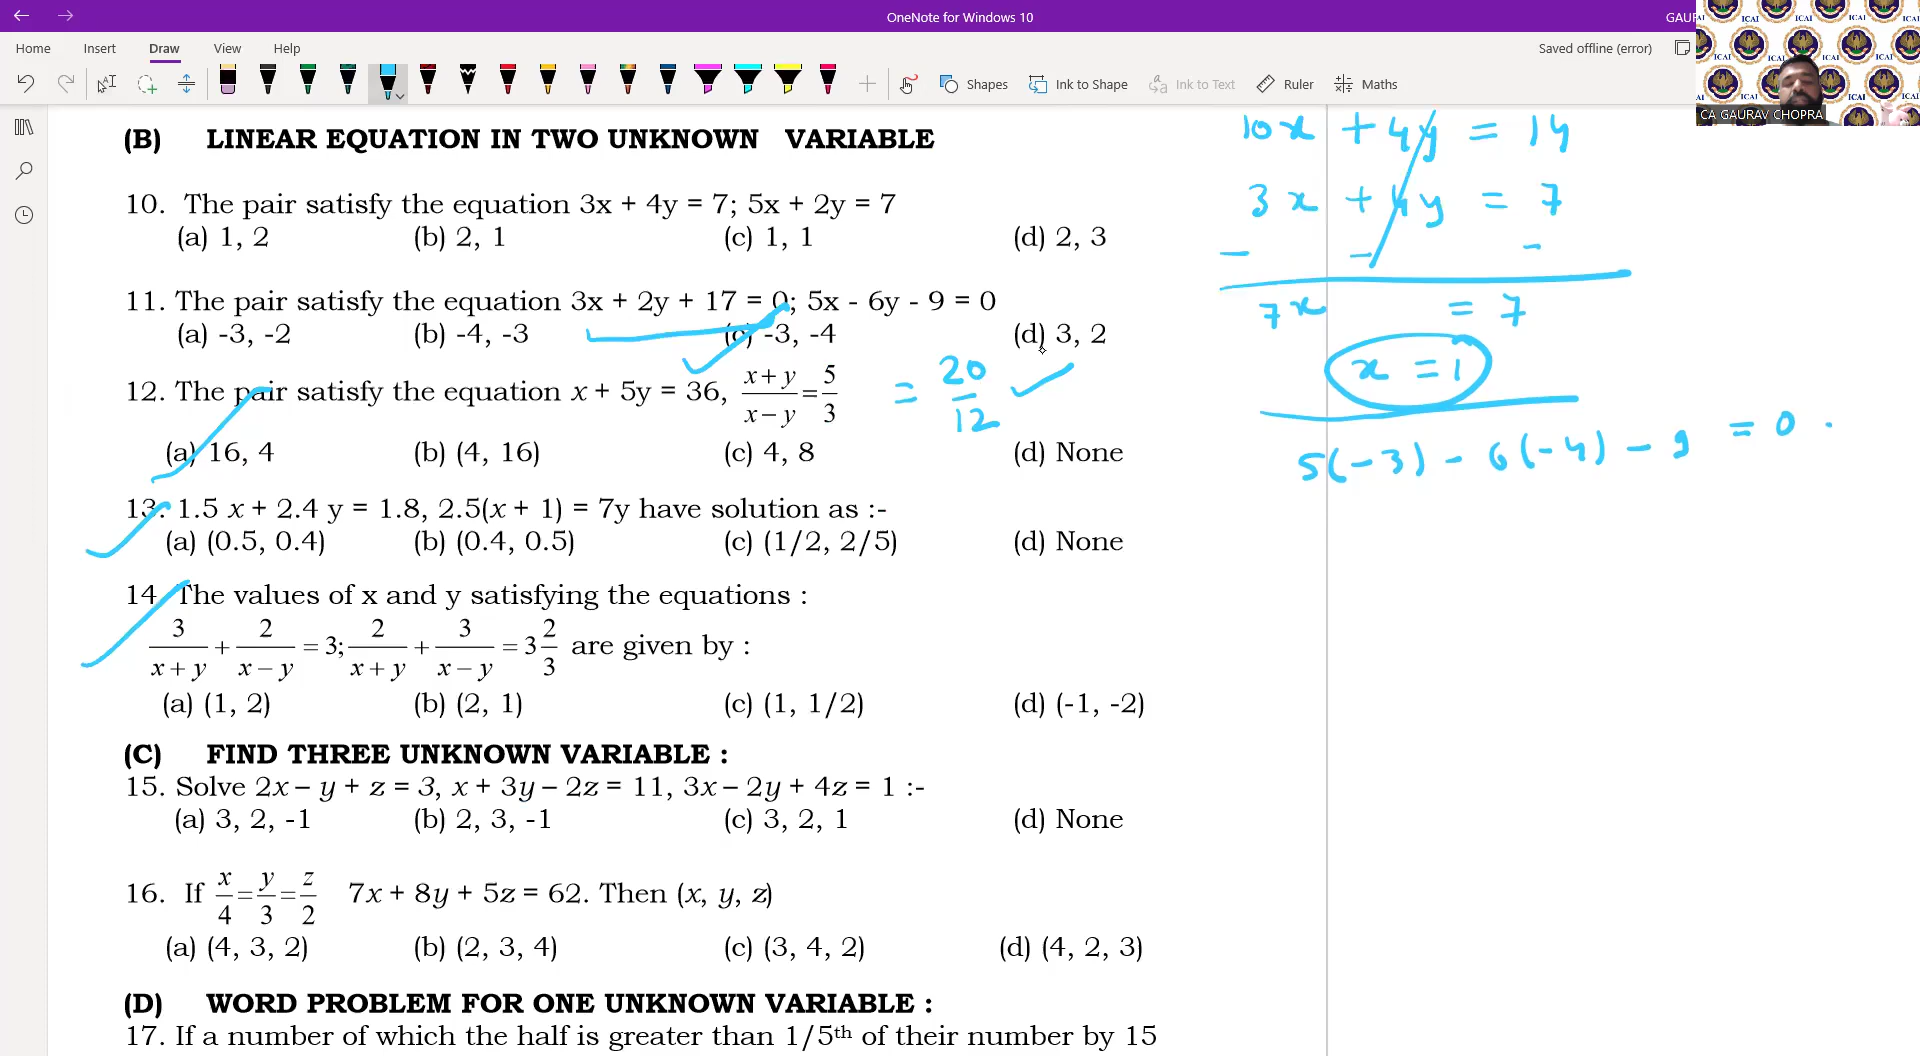 OneNote for Windows 10
GAUR
Home Insert Draw View Help
Saved offline (error)
Shapes Ink to Shape Ink to Text Ruler Maths
ICAI
CA GAURAV CHOPRA
(B) LINEAR EQUATION IN TWO UNKNOWN VARIABLE
10. The pair satisfy the equation 3x + 4y = 7; 5x + 2y = 7
(a) 1, 2 (b) 2, 1 (c) 1, 1 (d) 2, 3
11. The pair satisfy the equation 3x + 2y + 17 = 0; 5x - 6y - 9 = 0
(a) -3, -2 (b) -4, -3 (c) -3, -4 (d) 3, 2
12. The pair satisfy the equation x + 5y = 36, (x+y)/(x−y) = 5/3 = 20/12
(a) 16, 4 (b) (4, 16) (c) 4, 8 (d) None
13. 1.5 x + 2.4 y = 1.8, 2.5(x + 1) = 7y have solution as :-
(a) (0.5, 0.4) (b) (0.4, 0.5) (c) (1/2, 2/5) (d) None
14. The values of x and y satisfying the equations :
3/(x+y) + 2/(x−y) = 3; 2/(x+y) + 3/(x−y) = 3 2/3 are given by :
(a) (1, 2) (b) (2, 1) (c) (1, 1/2) (d) (-1, -2)
(C) FIND THREE UNKNOWN VARIABLE :
15. Solve 2x – y + z = 3, x + 3y – 2z = 11, 3x – 2y + 4z = 1 :-
(a) 3, 2, -1 (b) 2, 3, -1 (c) 3, 2, 1 (d) None
16. If x/4 = y/3 = z/2 7x + 8y + 5z = 62. Then (x, y, z)
(a) (4, 3, 2) (b) (2, 3, 4) (c) (3, 4, 2) (d) (4, 2, 3)
(D) WORD PROBLEM FOR ONE UNKNOWN VARIABLE :
17. If a number of which the half is greater than 1/5th of their number by 15
10x + 4y = 14
3x + 4y = 7
- - -
7x = 7
x = 1
5(-3) - 6(-4) - 9 = 0